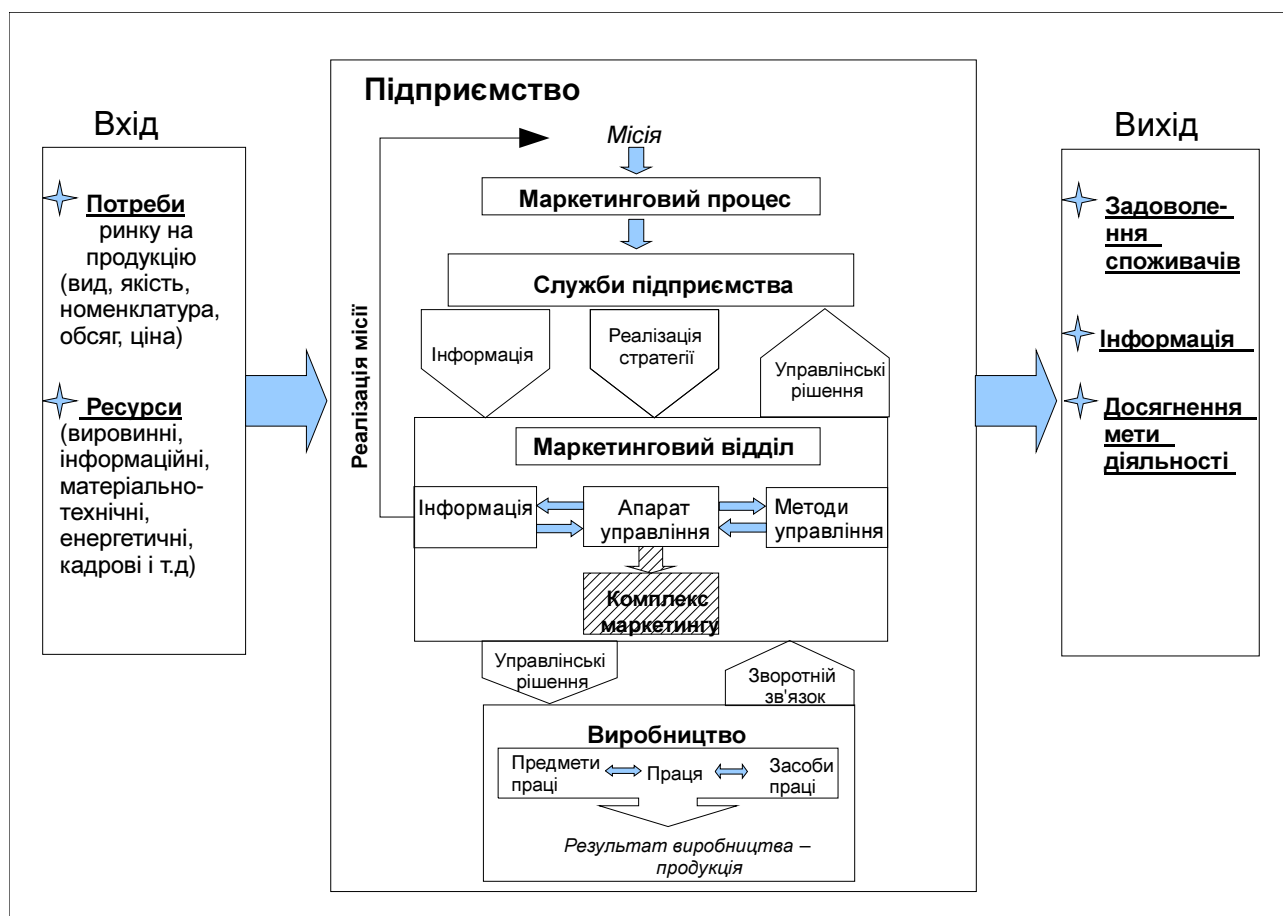 Вхід
Потреби
ринку на
продукцію
(вид, якість,
номенклатура,
обсяг, ціна)
Ресурси
(вировинні,
інформаційні,
матеріально-
технічні,
енергетичні,
кадрові і т.д)
Підприємство
Місія
Маркетинговий процес
Служби підприємства
Реалізація місії
Інформація
Реалізація
стратегії
Управлінські
рішення
Маркетинговий відділ
Інформація
Апарат
управління
Методи
управління
Комплекс
маркетингу
Управлінські
рішення
Зворотній
зв'язок
Виробництво
Предмети
праці
Праця
Засоби
праці
Результат виробництва –
продукція
Вихід
Задоволе-
ння
споживачів
Інформація
Досягнення
мети
діяльності